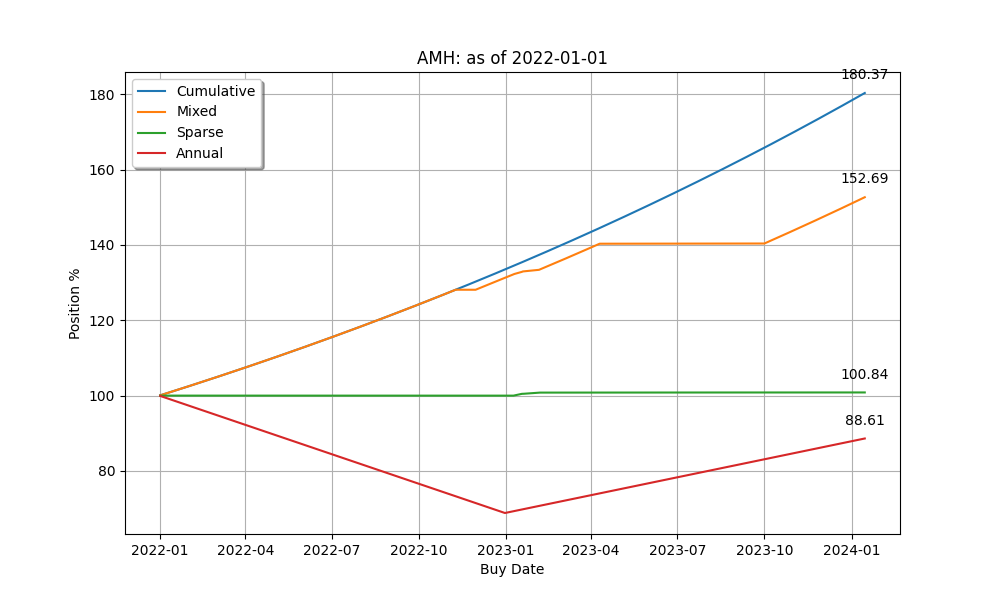 AMH: as of 2022-01-01
Cumulative
Mixed
Sparse
Annual
180.37
152.69
100.84
88.61
Position %
180
160
140
120
100
80
2022-01 2022-04 2022-07 2022-10 2023-01 2023-04 2023-07 2023-10 2024-01
Buy Date